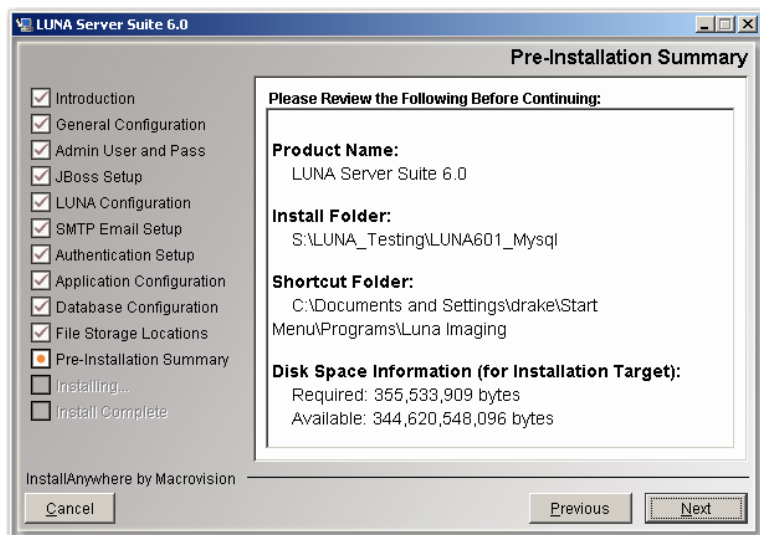 LUNA Server Suite 6.0
Pre-Installation Summary
Introduction
General Configuration
Admin User and Pass
JBoss Setup
LUNA Configuration
SMTP Email Setup
Authentication Setup
Application Configuration
Database Configuration
File Storage Locations
Pre-Installation Summary
Installing...
Install Complete
Please Review the Following Before Continuing:
Product Name:
LUNA Server Suite 6.0
Install Folder:
S:\LUNA_Testing\LUNA601_Mysql
Shortcut Folder:
C:\Documents and Settings\drake\Start
Menu\Programs\Luna Imaging
Disk Space Information (for Installation Target):
Required: 355,533,909 bytes
Available: 344,620,548,096 bytes
InstallAnywhere by Macrovision
Cancel
Previous
Next